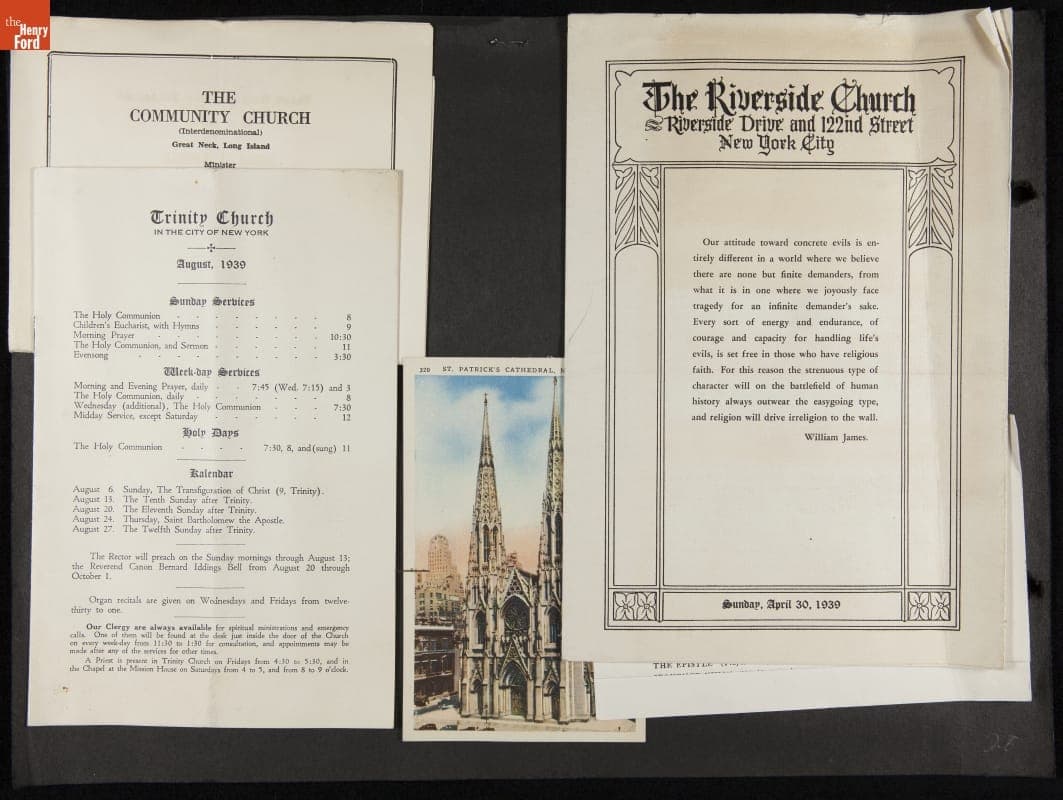 the
Henry
Ford
THE
COMMUNITY CHURCH
(Interdenominational)
Great Neck, Long Island
Minister
Trinity Church
IN THE CITY OF NEW YORK
August, 1939
Sunday Services
The Holy Communion - - - - - - - 8
Children's Eucharist, with Hymns - - - - - 9
Morning Prayer - - - - - - - 10:30
The Holy Communion, and Sermon - - - - - 11
Evensong - - - - - - - - 3:30
Week-day Services
Morning and Evening Prayer, daily - - 7:45 (Wed. 7:15) and 3
The Holy Communion, daily - - - - - - 8
Wednesday (additional), The Holy Communion - - - 7:30
Midday Service, except Saturday - - - - - 12
Holy Days
The Holy Communion - - - - 7:30, 8, and (sung) 11
Kalendar
August 6. Sunday, The Transfiguration of Christ (9, Trinity).
August 13. The Tenth Sunday after Trinity.
August 20. The Eleventh Sunday after Trinity.
August 24. Thursday, Saint Bartholomew the Apostle.
August 27. The Twelfth Sunday after Trinity.
The Rector will preach on the Sunday mornings through August 13;
the Reverend Canon Bernard Iddings Bell from August 20 through
October 1.
Organ recitals are given on Wednesdays and Fridays from twelve-
thirty to one.
Our Clergy are always available for spiritual ministrations and emergency
calls. One of them will be found at the desk just inside the door of the Church
on every week-day from 11:30 to 1:30 for consultation, and appointments may be
made after any of the services for other times.
A Priest is present in Trinity Church on Fridays from 4:30 to 5:30, and in
the Chapel at the Mission House on Saturdays from 4 to 5, and from 8 to 9 o'clock.
320 ST. PATRICK'S CATHEDRAL, N
The Riverside Church
Riverside Drive and 122nd Street
New York City
Our attitude toward concrete evils is en-
tirely different in a world where we believe
there are none but finite demanders, from
what it is in one where we joyously face
tragedy for an infinite demander's sake.
Every sort of energy and endurance, of
courage and capacity for handling life's
evils, is set free in those who have religious
faith. For this reason the strenuous type of
character will on the battlefield of human
history always outwear the easygoing type,
and religion will drive irreligion to the wall.
William James.
Sunday, April 30, 1939
THE EPISTLE